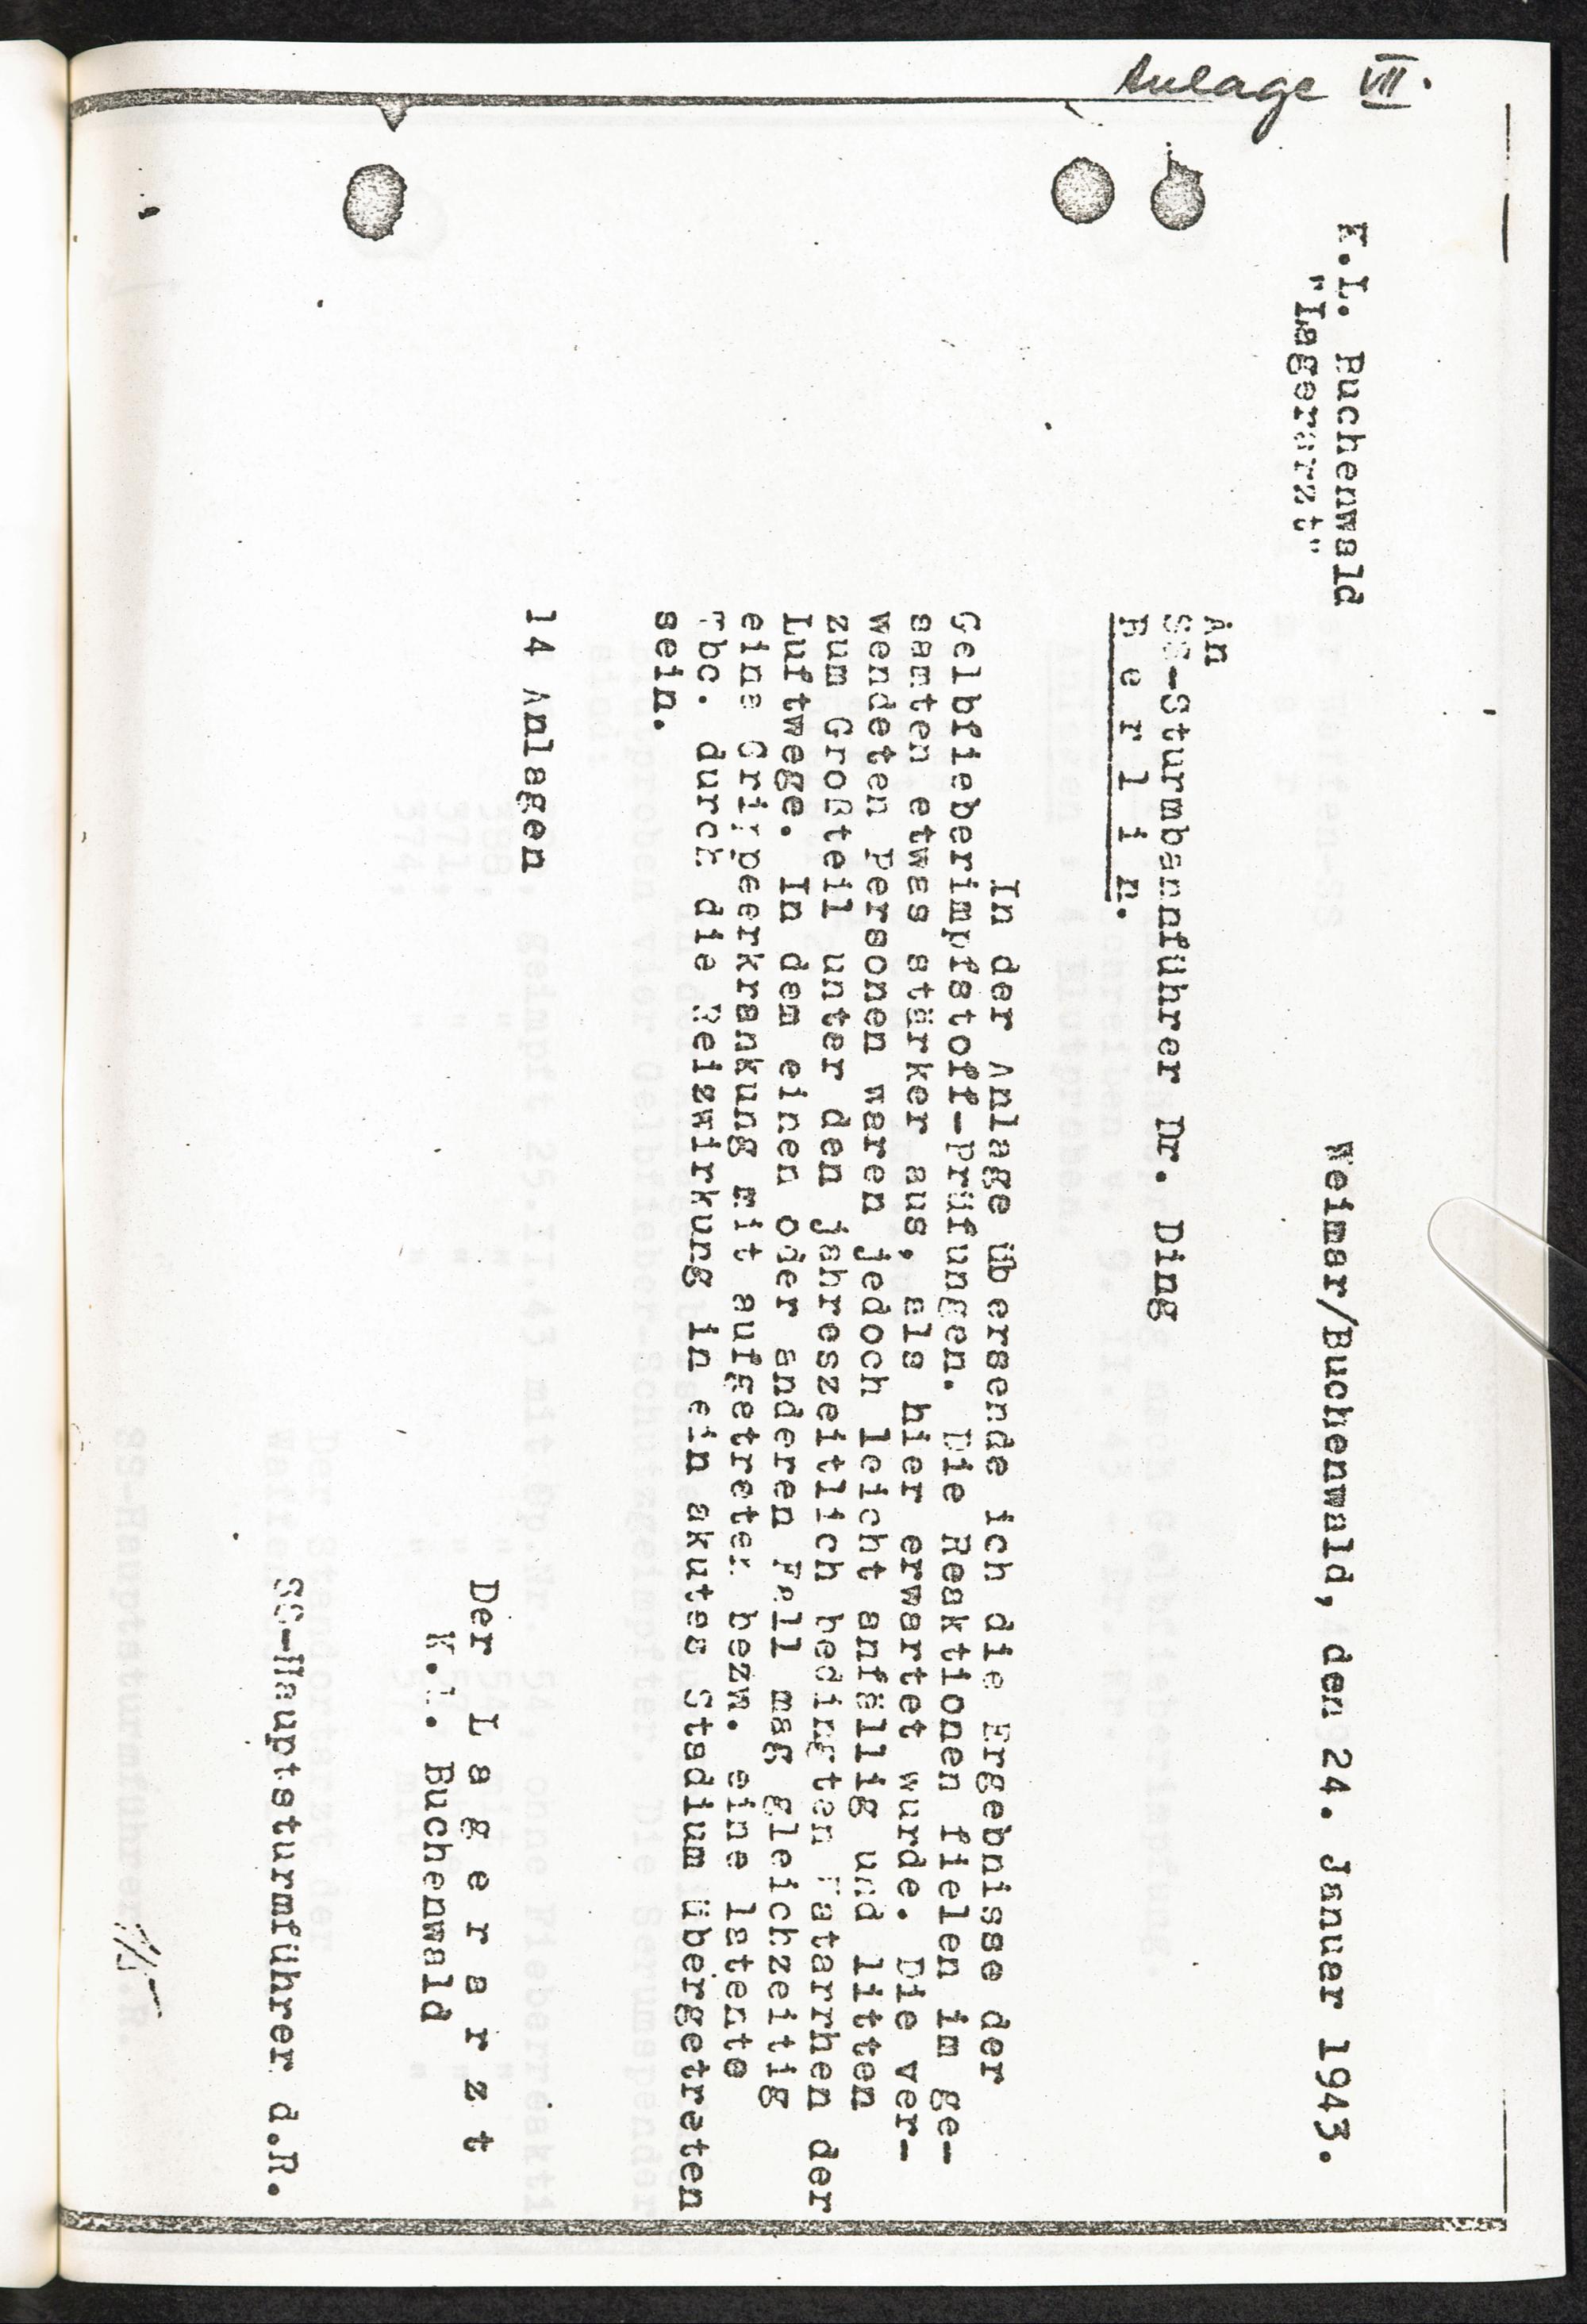 Anlage VII.
K.L. Buchenwald
"Lagerarzt"
Weimar/Buchenwald, den 24. Januar 1943.
An
SS-Sturmbannführer Dr. Ding
B e r l i n.
In der Anlage übersende ich die Ergebnisse der
Gelbfieberimpfstoff-Prüfungen. Die Reaktionen fielen im ge-
samten etwas stärker aus, als hier erwartet wurde. Die ver-
wendeten Personen waren jedoch leicht anfällig und litten
zum Großteil unter den jahreszeitlich bedingten Katarrhen der
Luftwege. In dem einen oder anderen Fall mag gleichzeitig
eine Grippeerkrankung mit aufgetreten bezw. eine latente
Tbc. durch die Reizwirkung in ein akutes Stadium übergetreten
sein.
14 Anlagen
Der L a g e r a r z t
K.L. Buchenwald
SS-Hauptsturmführer d.R.